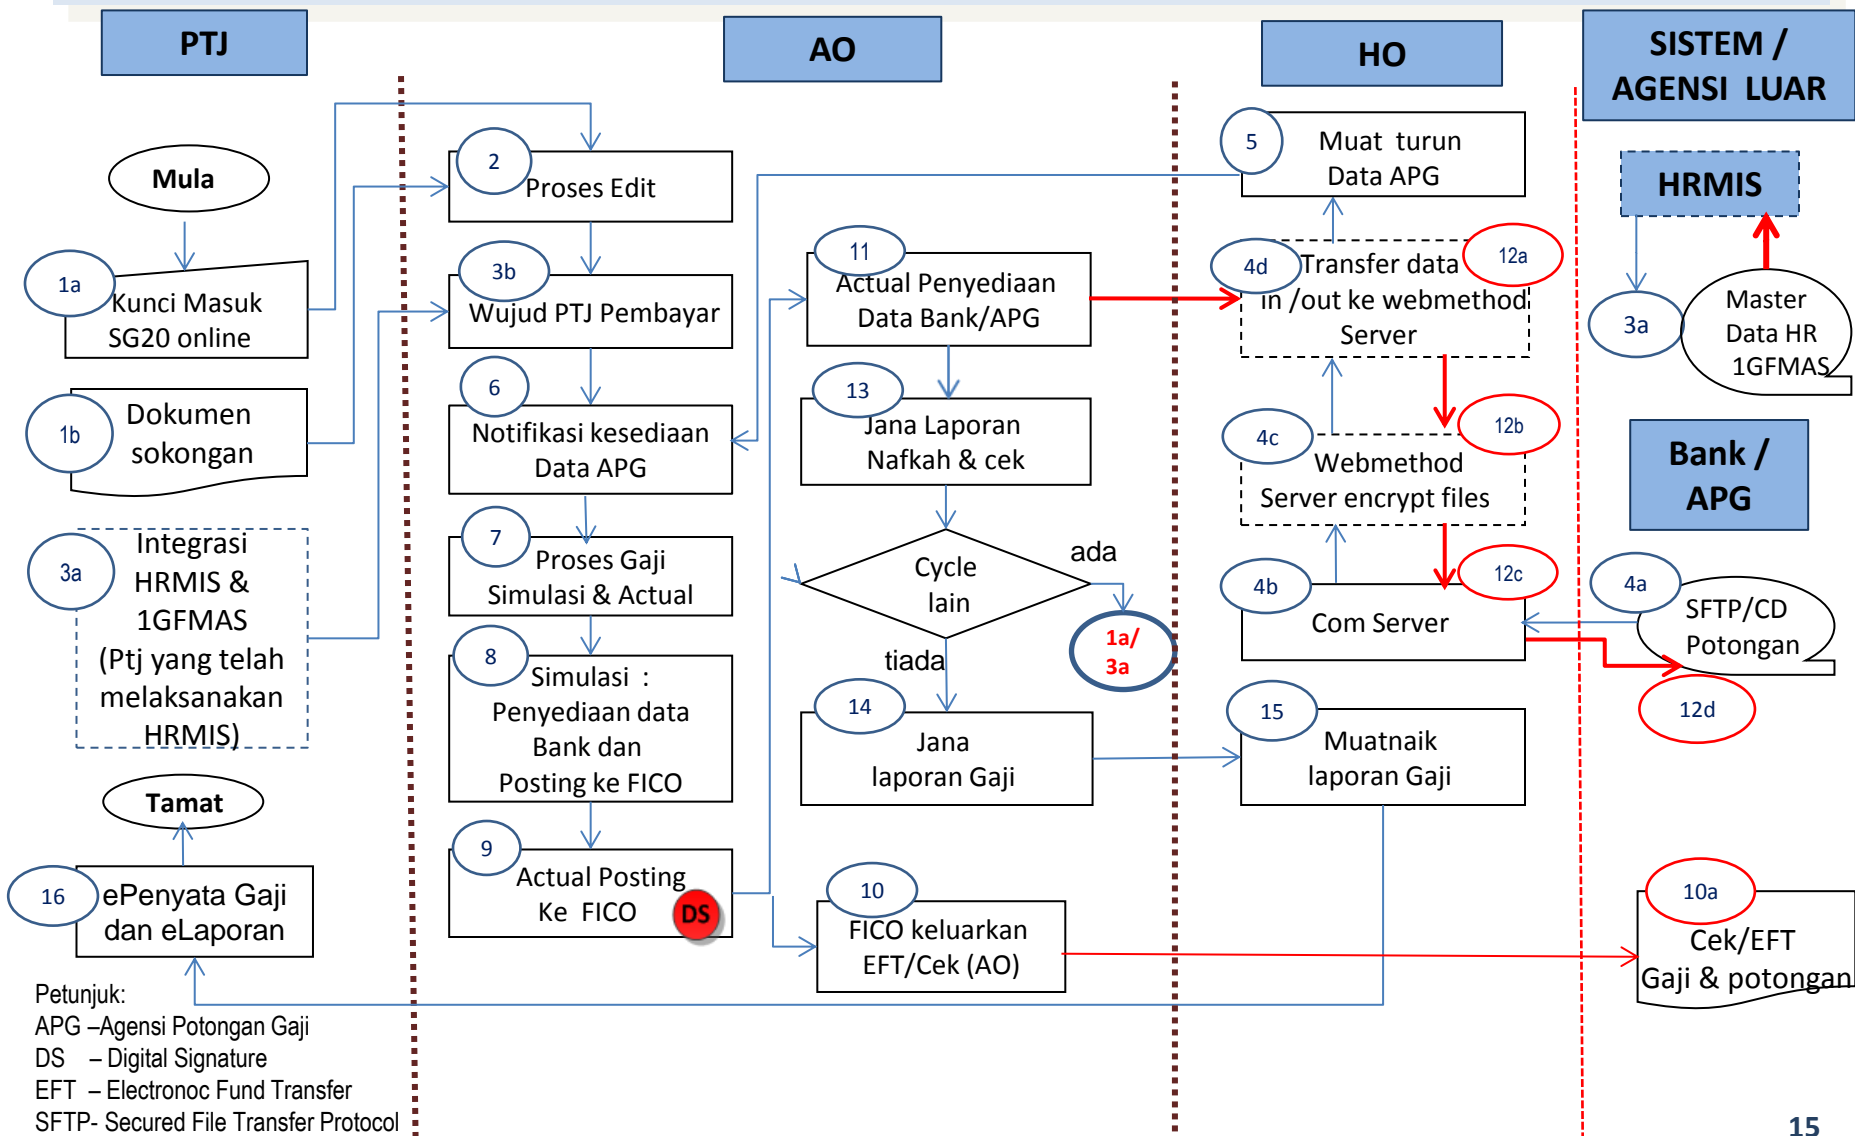 PTJ
AO
HO
SISTEM /
AGENSI LUAR
Mula
1a
Kunci Masuk
SG20 online
1b
Dokumen
sokongan
3a
Integrasi
HRMIS &
1GFMAS
(Ptj yang telah
melaksanakan
HRMIS)
Tamat
16
ePenyata Gaji
dan eLaporan
2
Proses Edit
3b
Wujud PTJ Pembayar
6
Notifikasi kesediaan
Data APG
7
Proses Gaji
Simulasi & Actual
8
Simulasi :
Penyediaan data
Bank dan
Posting ke FICO
9
Actual Posting
Ke FICO
DS
11
Actual Penyediaan
Data Bank/APG
13
Jana Laporan
Nafkah & cek
Cycle
lain
ada
1a/
3a
tiada
14
Jana
laporan Gaji
10
FICO keluarkan
EFT/Cek (AO)
5
Muat turun
Data APG
4d
12a
Transfer data
in /out ke webmethod
Server
4c
12b
Webmethod
Server encrypt files
4b
12c
Com Server
15
Muatnaik
laporan Gaji
HRMIS
3a
Master
Data HR
1GFMAS
Bank /
APG
4a
SFTP/CD
Potongan
12d
10a
Cek/EFT
Gaji & potongan
Petunjuk:
APG –Agensi Potongan Gaji
DS – Digital Signature
EFT – Electronoc Fund Transfer
SFTP- Secured File Transfer Protocol
15